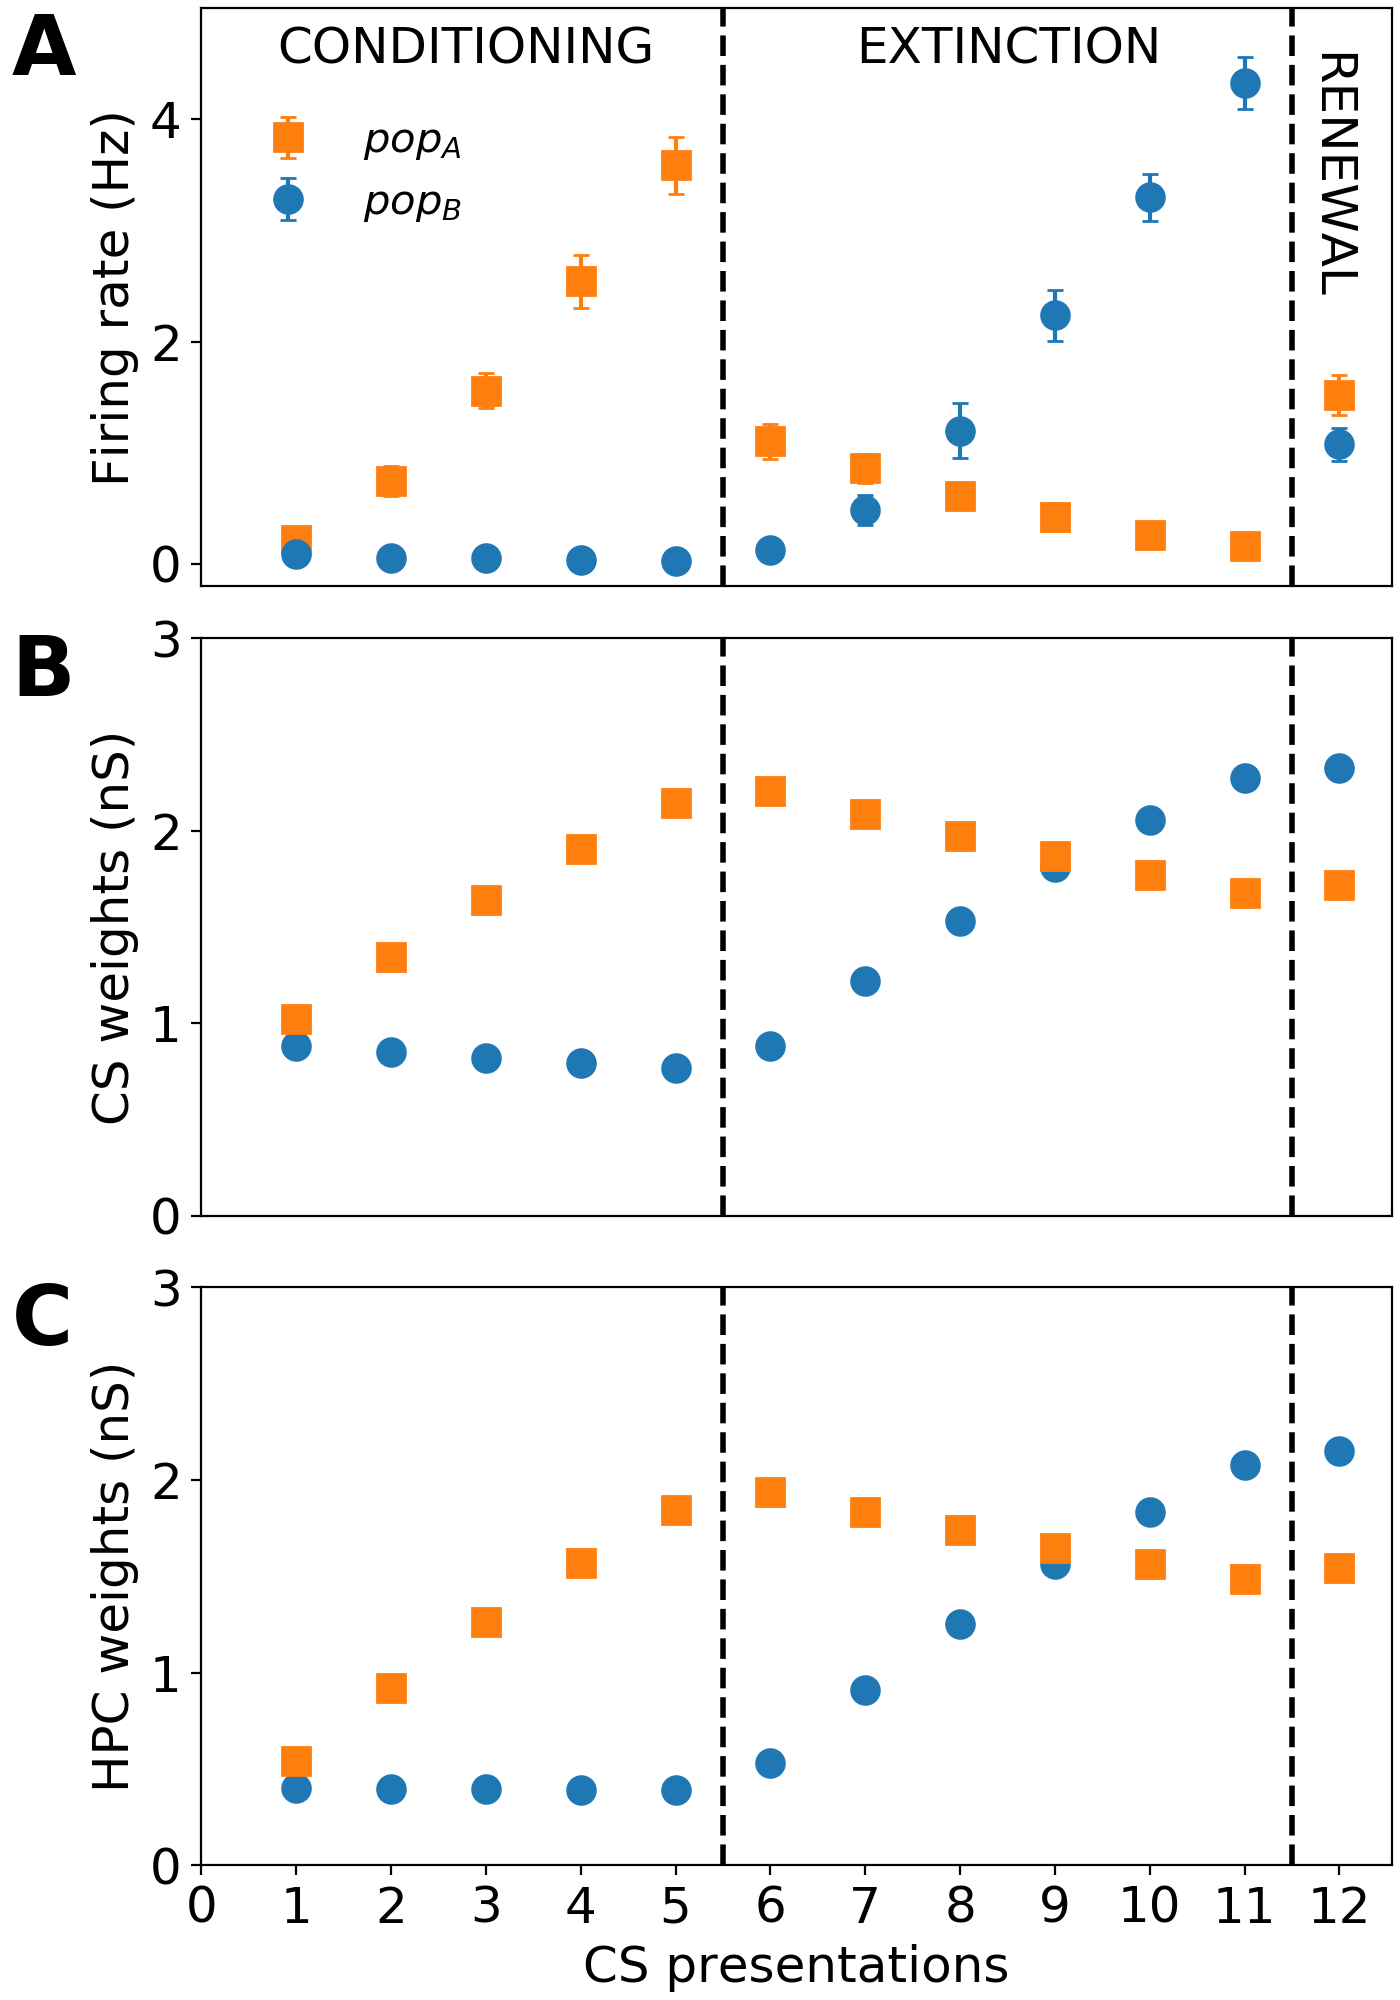 A
CONDITIONING
EXTINCTION
RENEWAL
pop_A
pop_B
Firing rate (Hz)
4
2
0
B
CS weights (nS)
3
2
1
0
C
HPC weights (nS)
3
2
1
0
0 1 2 3 4 5 6 7 8 9 10 11 12
CS presentations